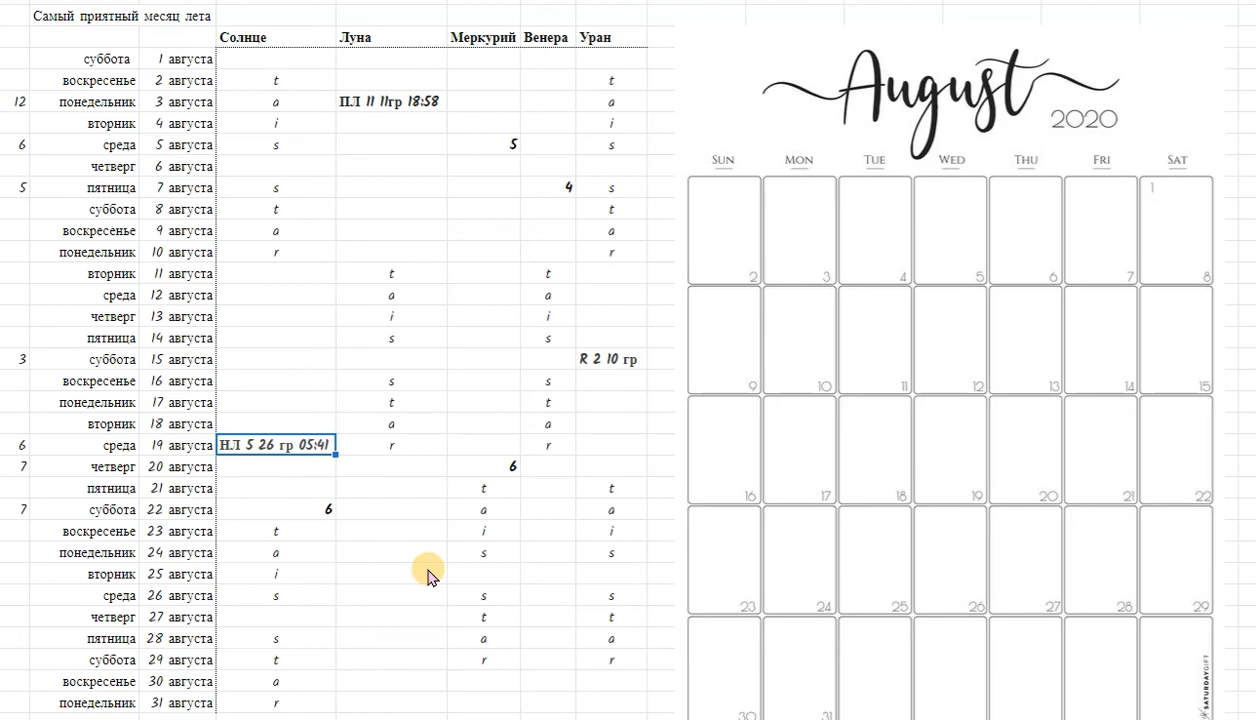 Самый приятный месяц лета
Солнце Луна Меркурий Венера Уран
суббота 1 августа
воскресенье 2 августа t t
12 понедельник 3 августа a ПЛ 11 11гр 18:58 a
вторник 4 августа i i
6 среда 5 августа s 5 s
четверг 6 августа
5 пятница 7 августа s 4 s
суббота 8 августа t t
воскресенье 9 августа a a
понедельник 10 августа r r
вторник 11 августа t t
среда 12 августа a a
четверг 13 августа i i
пятница 14 августа s s
3 суббота 15 августа R 2 10 гр
воскресенье 16 августа s s
понедельник 17 августа t t
вторник 18 августа a a
6 среда 19 августа НЛ 5 26 гр 05:41 r r
7 четверг 20 августа 6
пятница 21 августа t t
7 суббота 22 августа 6 a a
воскресенье 23 августа t i i
понедельник 24 августа a s s
вторник 25 августа i
среда 26 августа s s s
четверг 27 августа t t
пятница 28 августа s a a
суббота 29 августа t r r
воскресенье 30 августа a
понедельник 31 августа r
August
2020
SUN MON TUE WED THU FRI SAT
1
2 3 4 5 6 7 8
9 10 11 12 13 14 15
16 17 18 19 20 21 22
23 24 25 26 27 28 29
30 31
SATURDAYGIFT